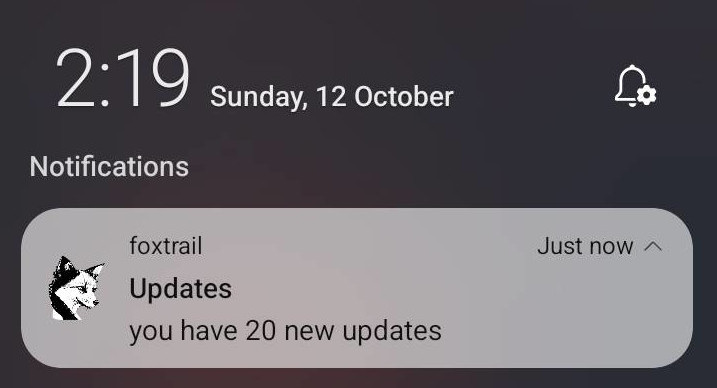 2:19 Sunday, 12 October
Notifications
foxtrail Just now
Updates
you have 20 new updates